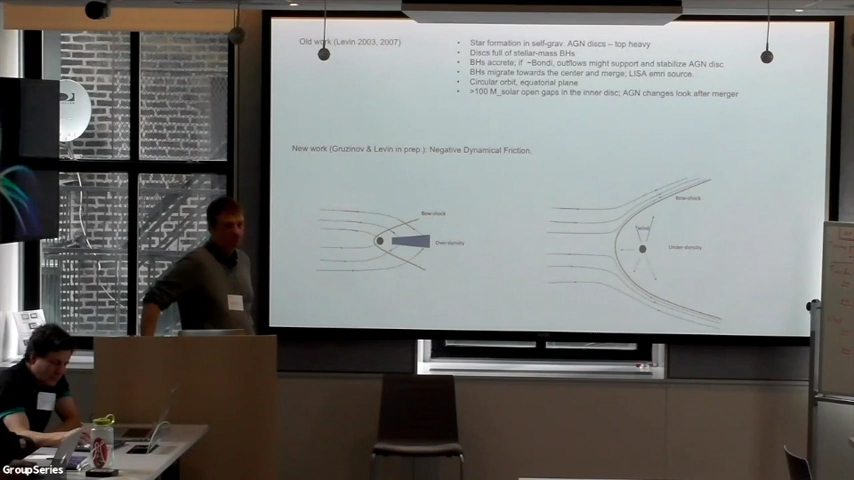 Old work (Levin 2003, 2007)
• Star formation in self-grav. AGN discs – top heavy
• Discs full of stellar-mass BHs
• BHs accrete; if ~Bondi, outflows might support and stabilize AGN disc
• BHs migrate towards the center and merge; LISA emri source.
• Circular orbit, equatorial plane
• >100 M_solar open gaps in the inner disc; AGN changes look after merger
New work (Gruzinov & Levin in prep.): Negative Dynamical Friction.
Bow-shock
Over-density
Bow-shock
Under-density
GroupSeries